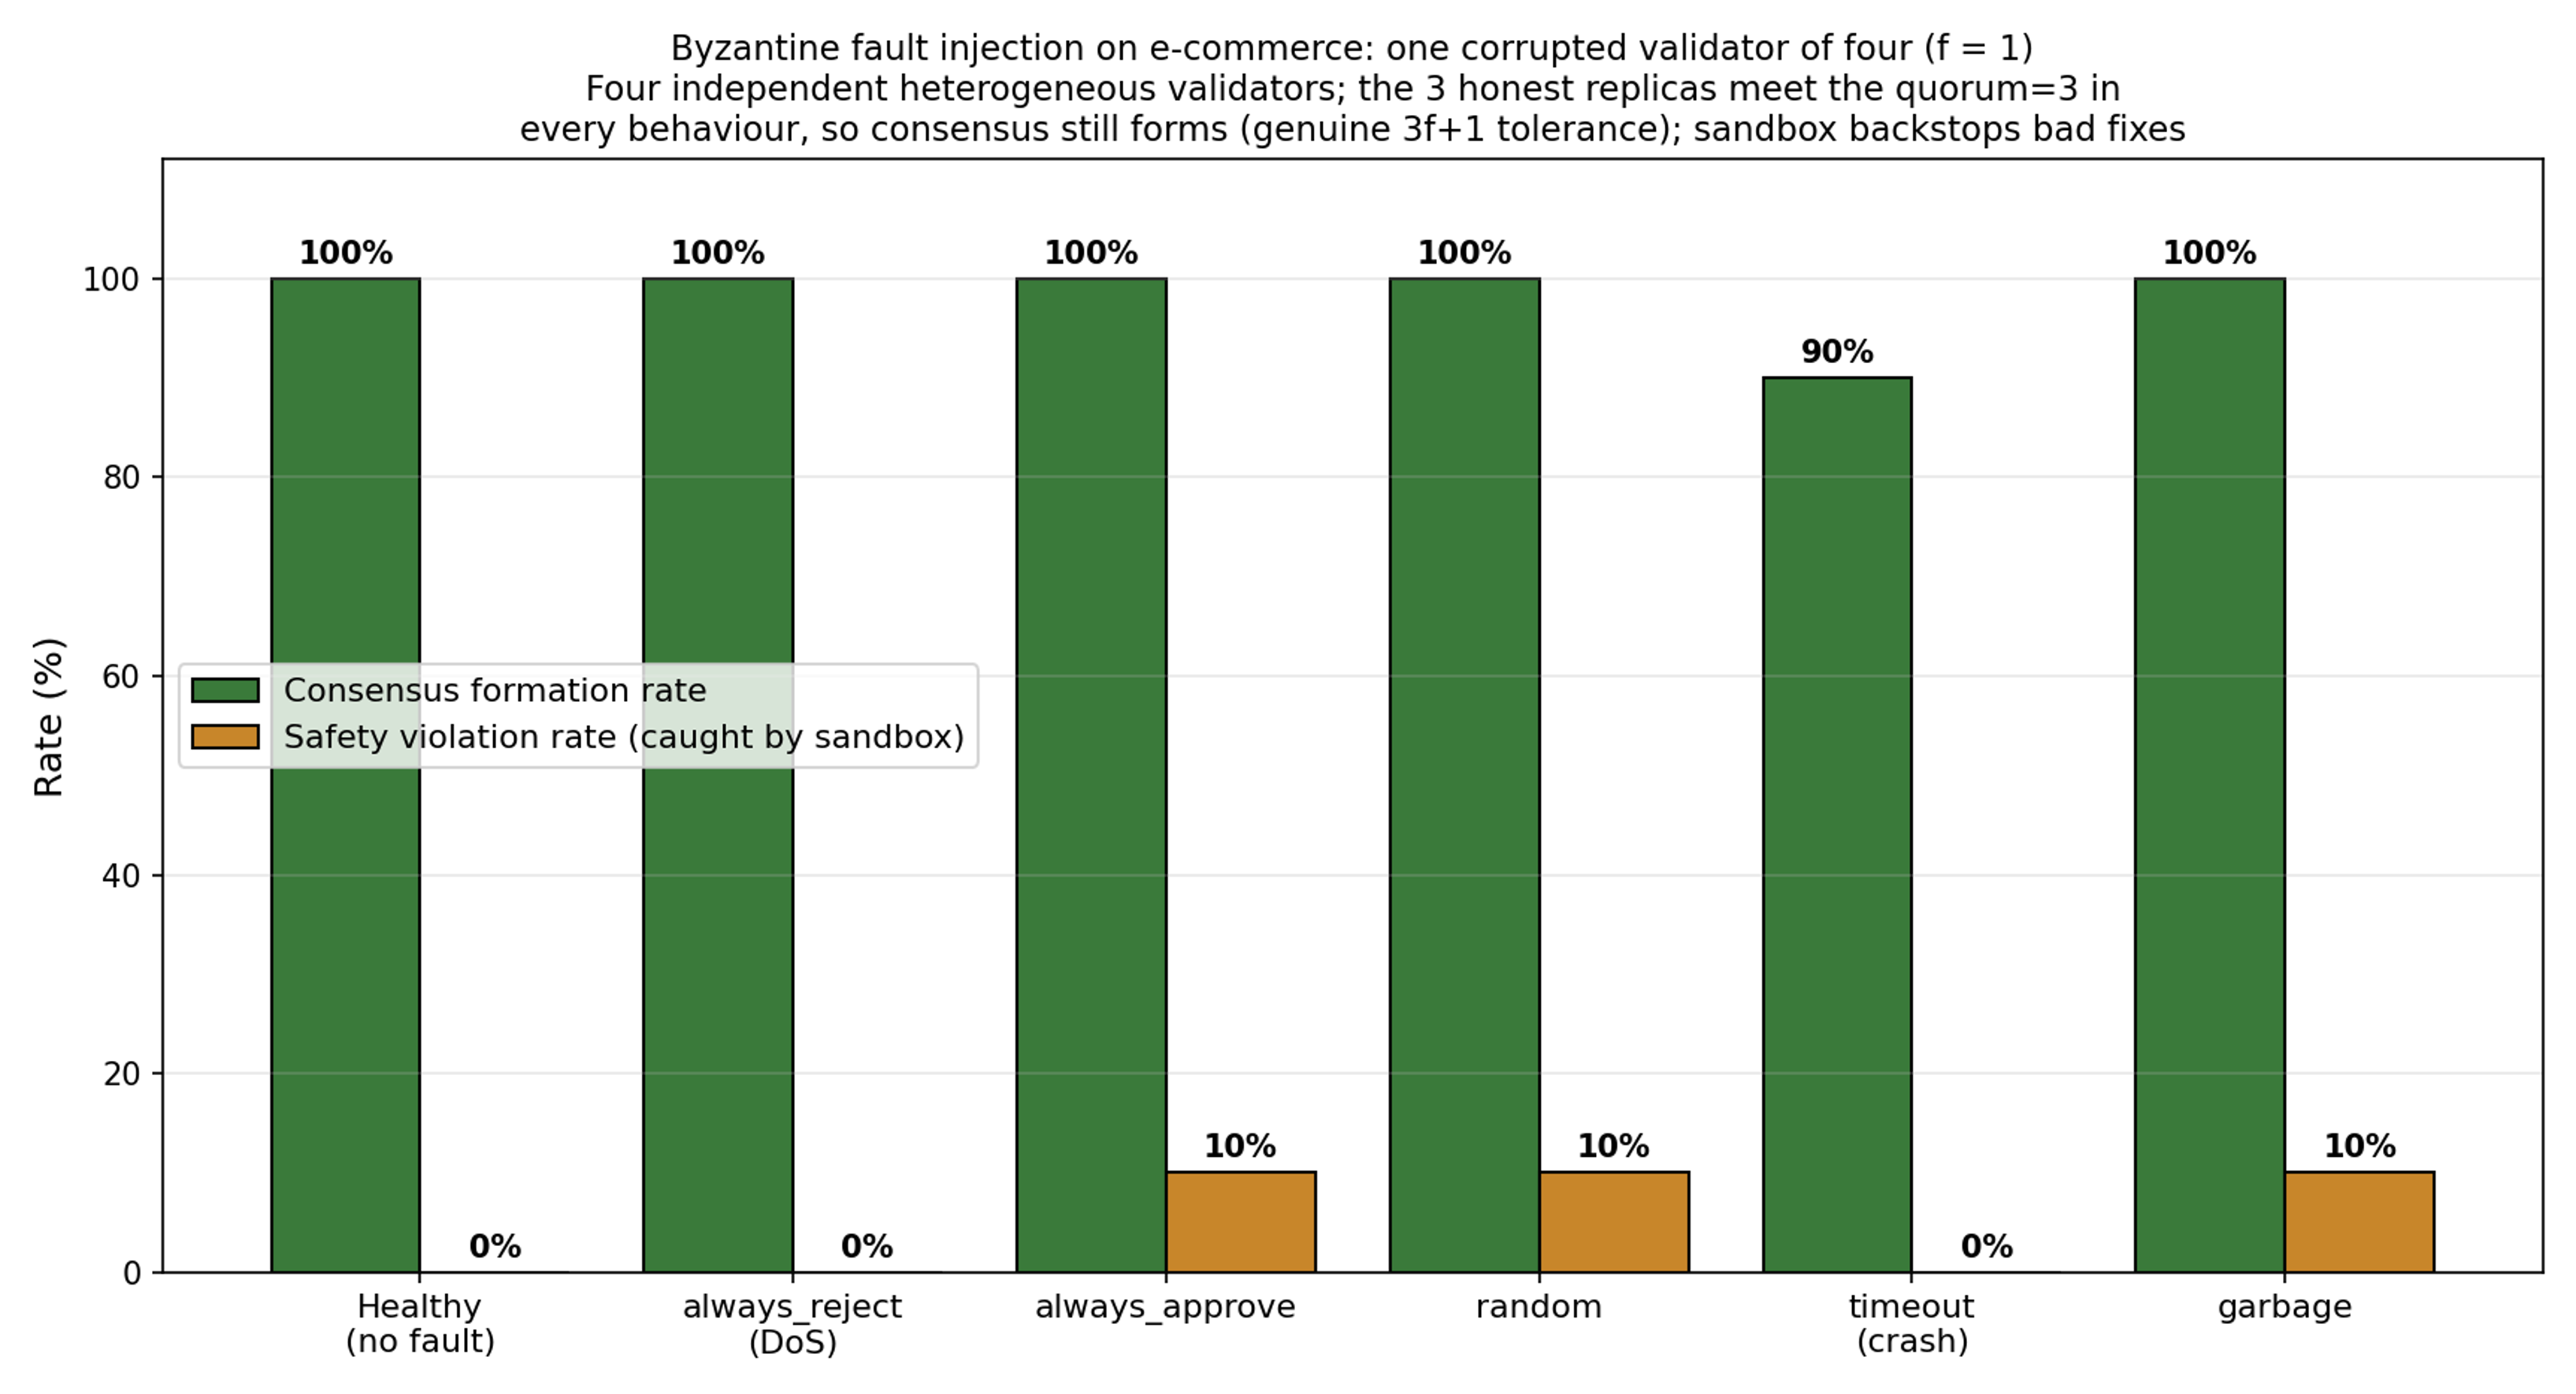 Byzantine fault injection on e-commerce: one corrupted validator of four (f = 1)
Four independent heterogeneous validators; the 3 honest replicas meet the quorum=3 in
every behaviour, so consensus still forms (genuine 3f+1 tolerance); sandbox backstops bad fixes
Rate (%)
100
80
60
40
20
0
100%
0%
100%
0%
100%
10%
100%
10%
90%
0%
100%
10%
Consensus formation rate
Safety violation rate (caught by sandbox)
Healthy
(no fault)
always_reject
(DoS)
always_approve
random
timeout
(crash)
garbage